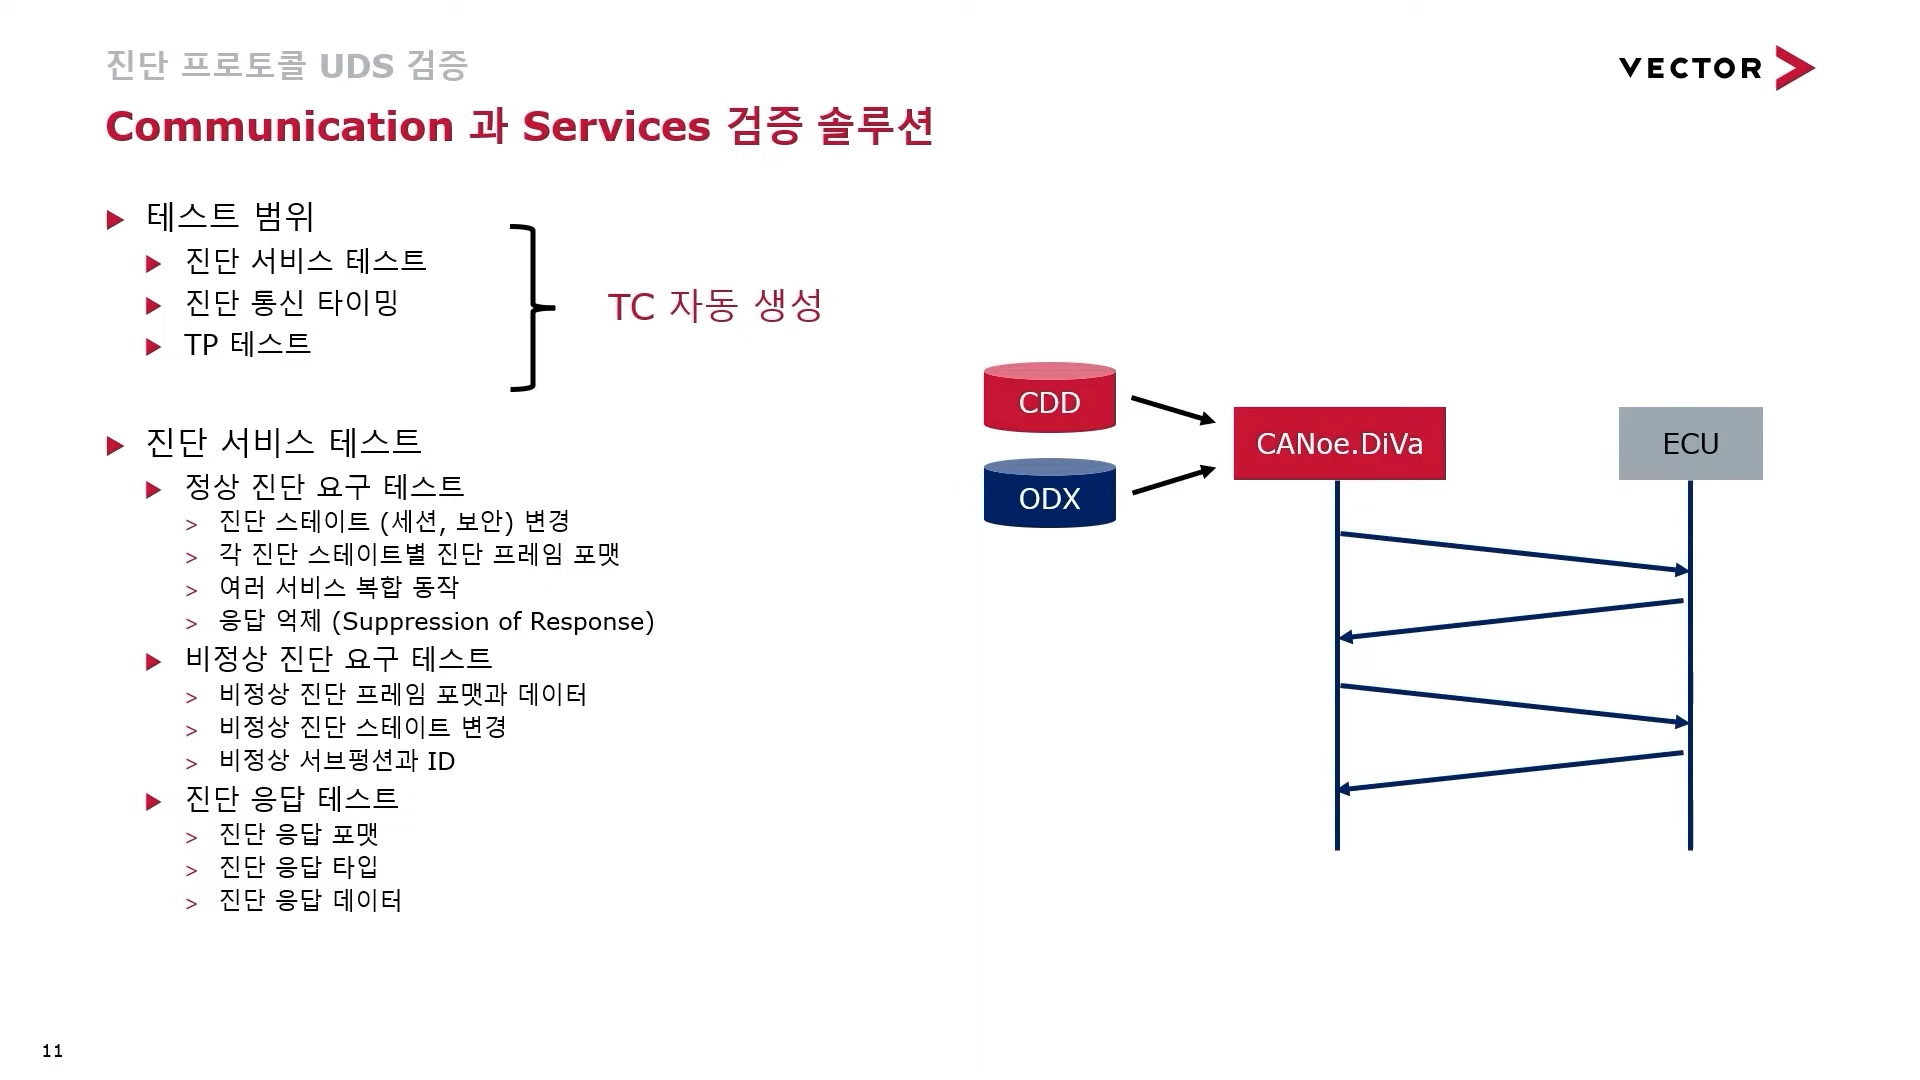 진단 프로토콜 UDS 검증
VECTOR
Communication 과 Services 검증 솔루션
테스트 범위
진단 서비스 테스트
진단 통신 타이밍
TP 테스트
TC 자동 생성
진단 서비스 테스트
정상 진단 요구 테스트
> 진단 스테이트 (세션, 보안) 변경
> 각 진단 스테이트별 진단 프레임 포맷
> 여러 서비스 복합 동작
> 응답 억제 (Suppression of Response)
비정상 진단 요구 테스트
> 비정상 진단 프레임 포맷과 데이터
> 비정상 진단 스테이트 변경
> 비정상 서브펑션과 ID
진단 응답 테스트
> 진단 응답 포맷
> 진단 응답 타입
> 진단 응답 데이터
CDD
ODX
CANoe.DiVa
ECU
11